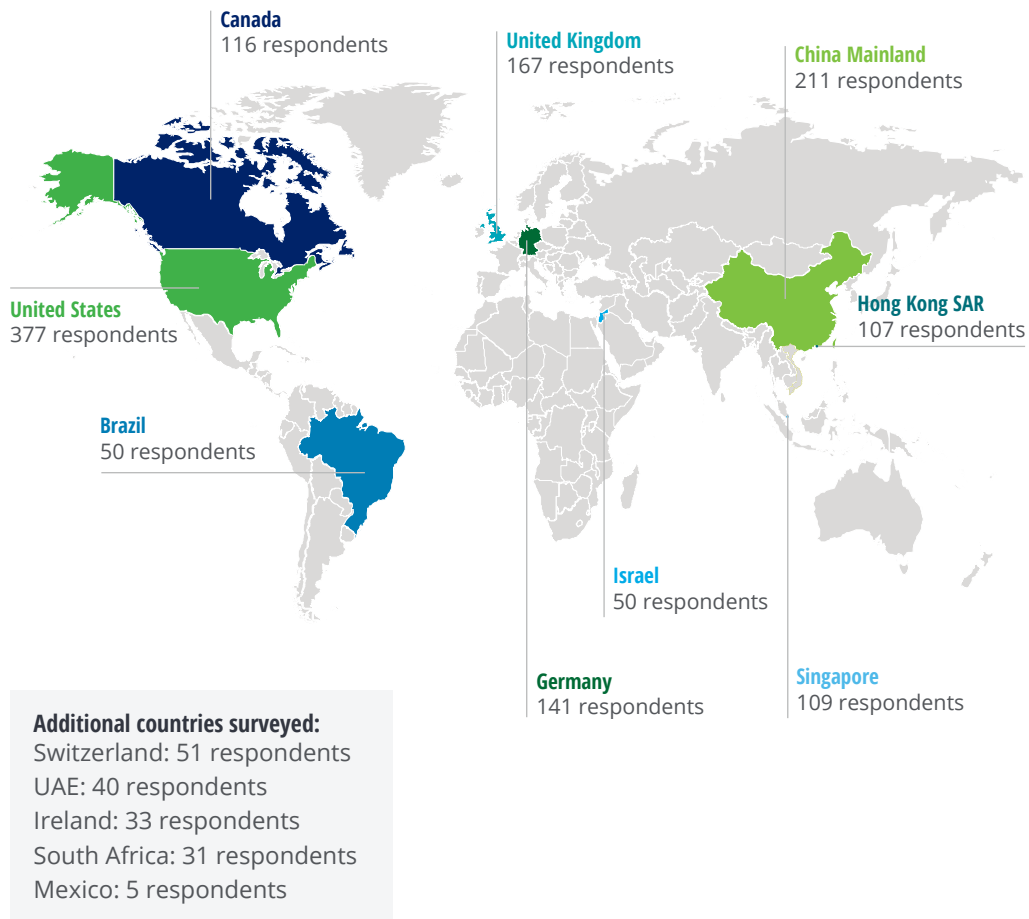 Canada
116 respondents
United Kingdom
167 respondents
China Mainland
211 respondents
United States
377 respondents
Hong Kong SAR
107 respondents
Brazil
50 respondents
Israel
50 respondents
Germany
141 respondents
Singapore
109 respondents
Additional countries surveyed:
Switzerland: 51 respondents
UAE: 40 respondents
Ireland: 33 respondents
South Africa: 31 respondents
Mexico: 5 respondents